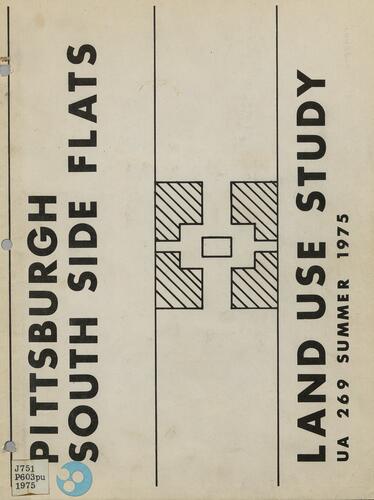 PITTSBURGH
SOUTH SIDE FLATS
LAND USE STUDY
UA 269 SUMMER 1975
J751
P603pu
1975